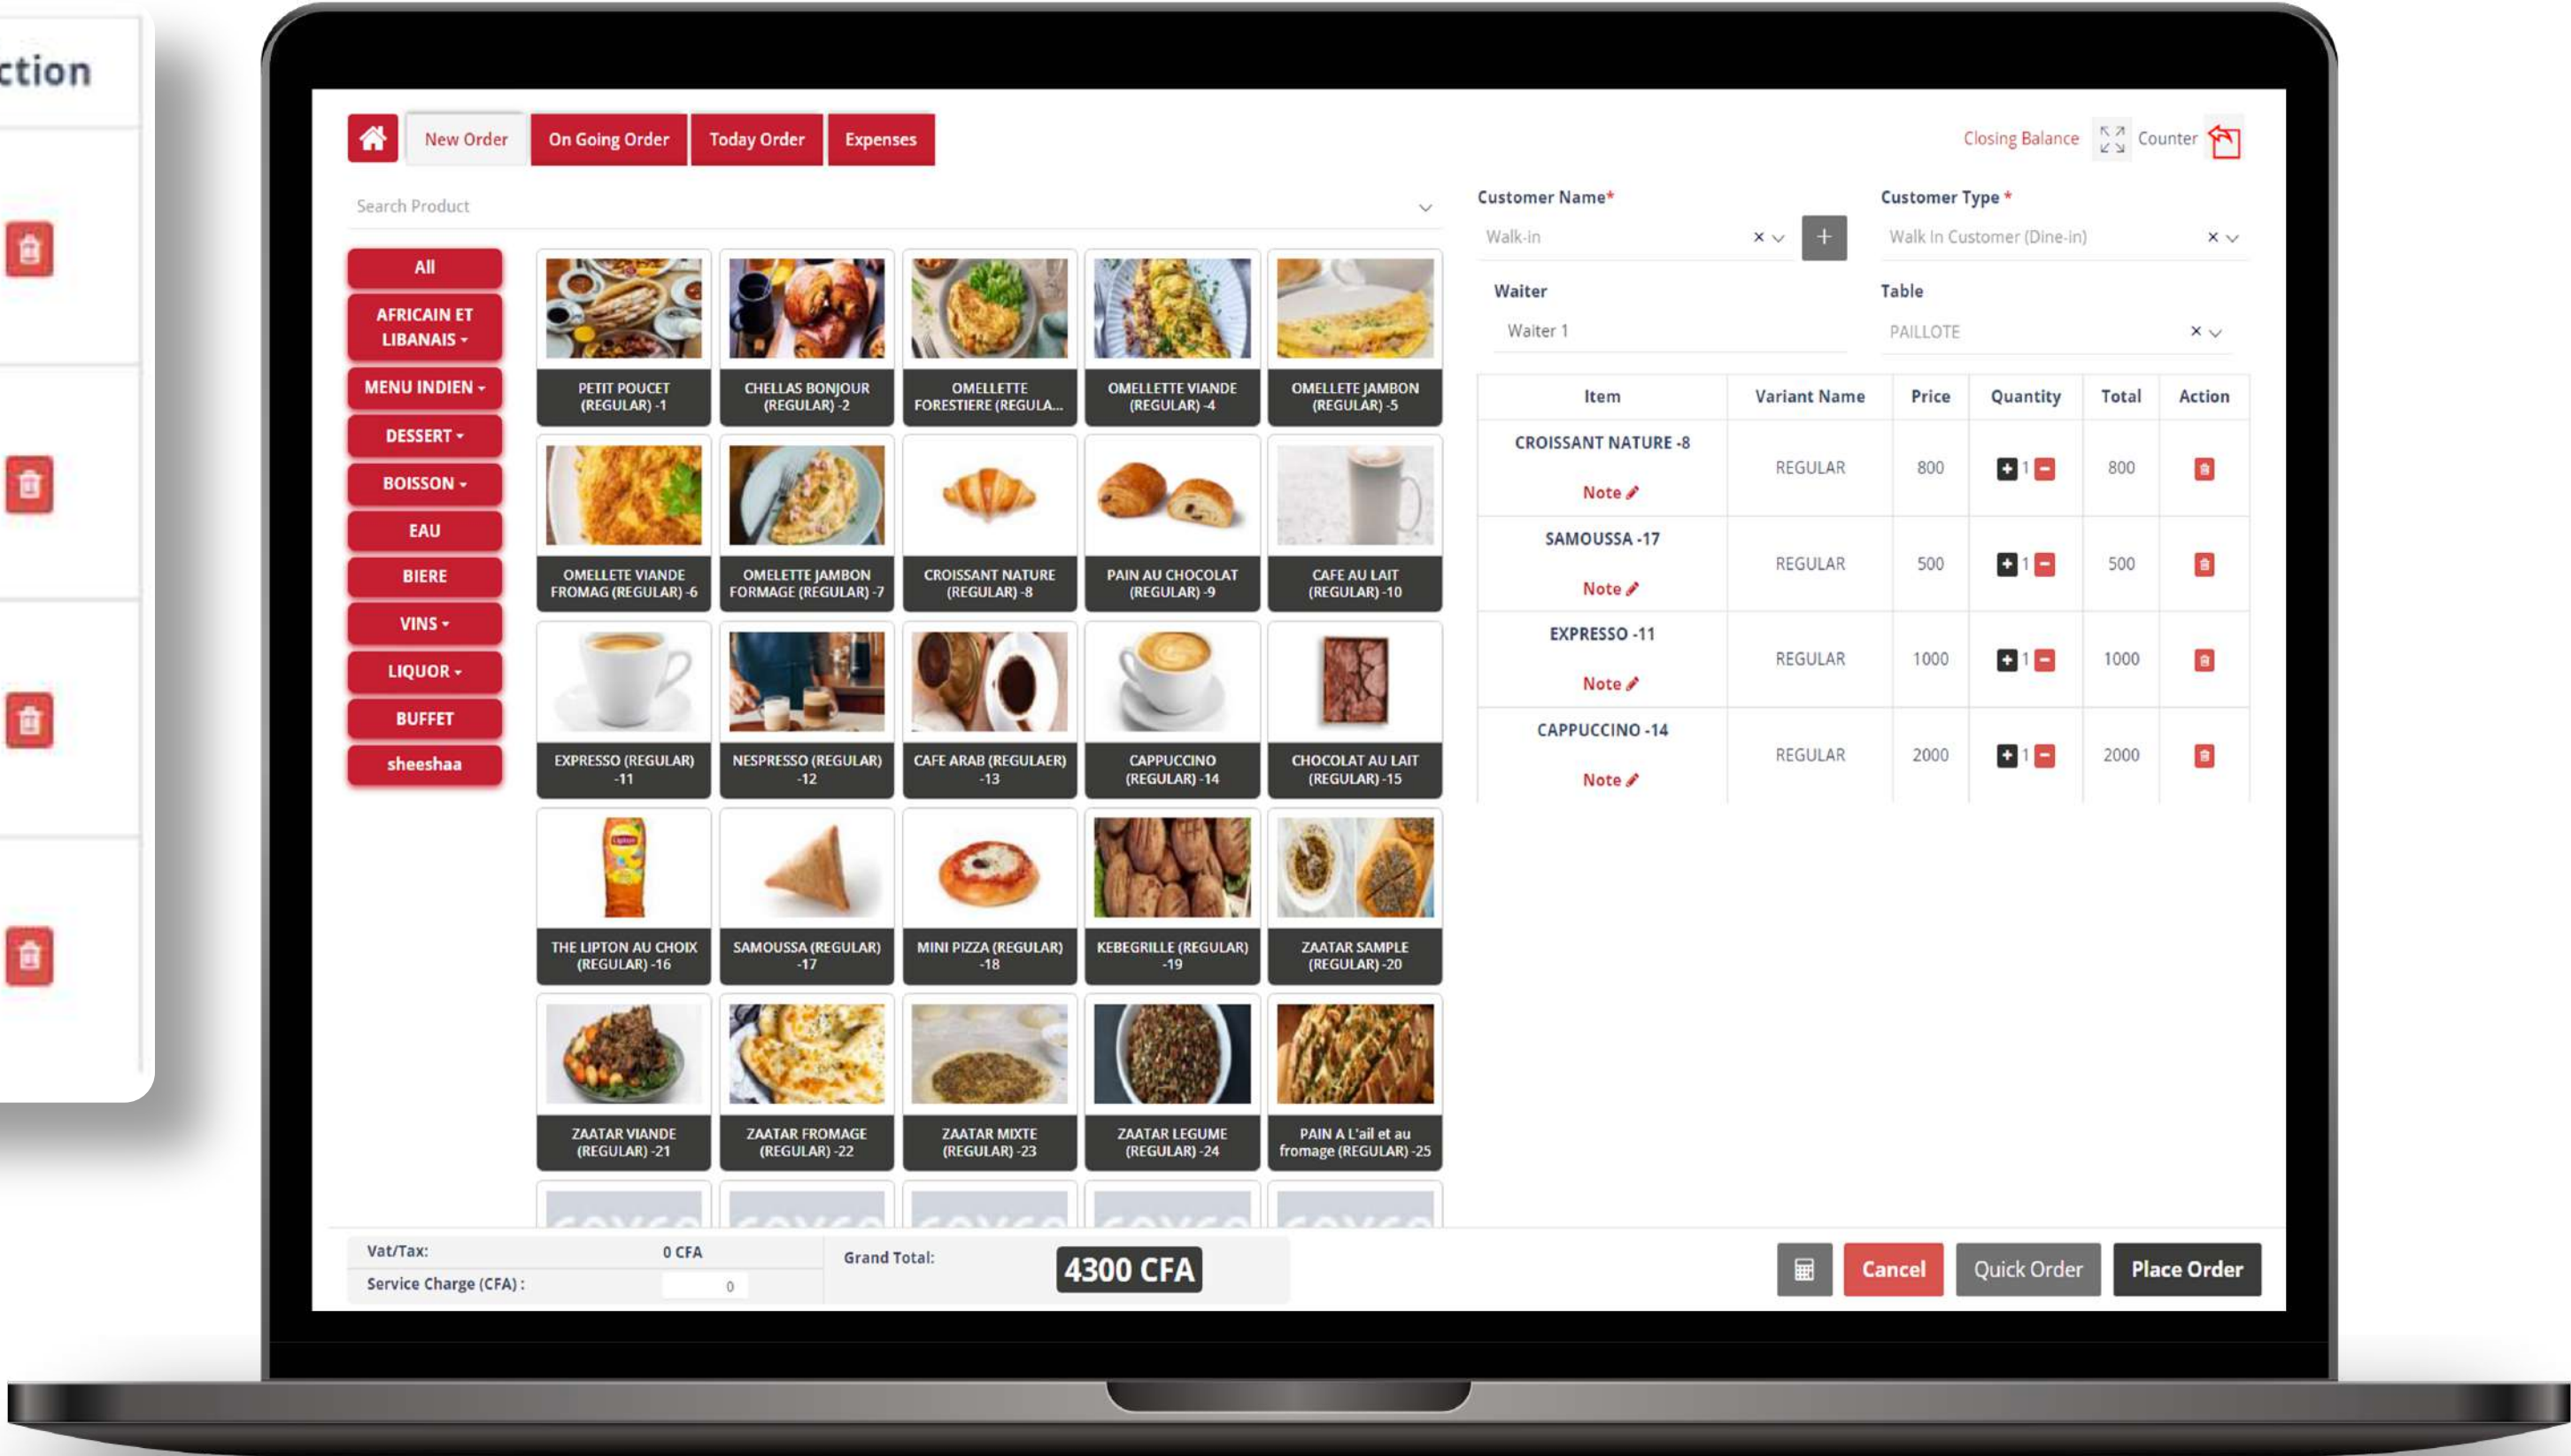 ction
New Order
On Going Order
Today Order
Expenses
Closing Balance
Counter
Search Product
Customer Name*
Customer Type *
Walk-in
Walk In Customer (Dine-in)
Waiter
Table
Waiter 1
PAILLOTE
All
AFRICAIN ET
LIBANAIS
MENU INDIEN
DESSERT
BOISSON
EAU
BIERE
VINS
LIQUOR
BUFFET
sheeshaa
PETIT POUCET
(REGULAR) -1
CHELLAS BONJOUR
(REGULAR) -2
OMELLETTE
FORESTIERE (REGULA...
OMELLETTE VIANDE
(REGULAR) -4
OMELLETE JAMBON
(REGULAR) -5
OMELLETE VIANDE
FROMAG (REGULAR) -6
OMELETTE JAMBON
FORMAGE (REGULAR) -7
CROISSANT NATURE
(REGULAR) -8
PAIN AU CHOCOLAT
(REGULAR) -9
CAFE AU LAIT
(REGULAR) -10
EXPRESSO (REGULAR)
-11
NESPRESSO (REGULAR)
-12
CAFE ARAB (REGULAER)
-13
CAPPUCCINO
(REGULAR) -14
CHOCOLAT AU LAIT
(REGULAR) -15
Lipton
THE LIPTON AU CHOIX
(REGULAR) -16
SAMOUSSA (REGULAR)
-17
MINI PIZZA (REGULAR)
-18
KEBEGRILLE (REGULAR)
-19
ZAATAR SAMPLE
(REGULAR) -20
ZAATAR VIANDE
(REGULAR) -21
ZAATAR FROMAGE
(REGULAR) -22
ZAATAR MIXTE
(REGULAR) -23
ZAATAR LEGUME
(REGULAR) -24
PAIN A L'ail et au
fromage (REGULAR) -25
Item Variant Name Price Quantity Total Action
CROISSANT NATURE -8
REGULAR 800 1 800
Note
SAMOUSSA -17
REGULAR 500 1 500
Note
EXPRESSO -11
REGULAR 1000 1 1000
Note
CAPPUCCINO -14
REGULAR 2000 1 2000
Note
Vat/Tax: 0 CFA
Service Charge (CFA) : 0
Grand Total: 4300 CFA
Cancel
Quick Order
Place Order